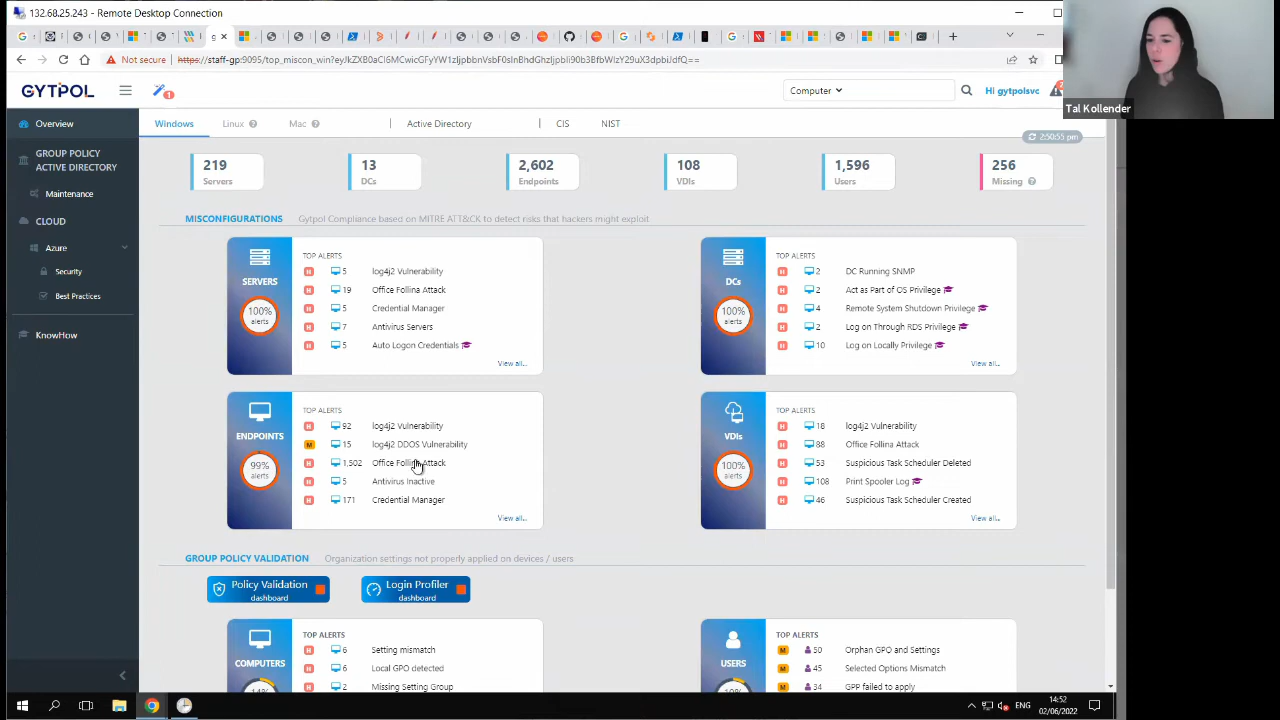 132.68.25.243 - Remote Desktop Connection
Not secure
https://staff-gp:9095/top_miscon_win?
Tal Kollender
GYTPOL
1
Computer
Hi gytpolsvc
Overview
GROUP POLICY
ACTIVE DIRECTORY
Maintenance
CLOUD
Azure
Security
Best Practices
KnowHow
Windows
Linux
Mac
Active Directory
CIS
NIST
2:50:55 pm
219
Servers
13
DCs
2,602
Endpoints
108
VDIs
1,596
Users
256
Missing
MISCONFIGURATIONS Gytpol Compliance based on MITRE ATT&CK to detect risks that hackers might exploit
SERVERS
100%
alerts
TOP ALERTS
H 5 log4j2 Vulnerability
H 19 Office Follina Attack
H 5 Credential Manager
H 7 Antivirus Servers
H 5 Auto Logon Credentials
View all...
DCs
100%
alerts
TOP ALERTS
H 2 DC Running SNMP
H 2 Act as Part of OS Privilege
H 4 Remote System Shutdown Privilege
H 2 Log on Through RDS Privilege
H 10 Log on Locally Privilege
View all...
ENDPOINTS
99%
alerts
TOP ALERTS
H 92 log4j2 Vulnerability
M 15 log4j2 DDOS Vulnerability
H 1,502 Office Follina Attack
H 5 Antivirus Inactive
H 171 Credential Manager
View all...
VDIs
100%
alerts
TOP ALERTS
H 18 log4j2 Vulnerability
H 88 Office Follina Attack
H 53 Suspicious Task Scheduler Deleted
H 108 Print Spooler Log
H 46 Suspicious Task Scheduler Created
View all...
GROUP POLICY VALIDATION Organization settings not properly applied on devices / users
Policy Validation
dashboard
Login Profiler
dashboard
COMPUTERS
TOP ALERTS
H 6 Setting mismatch
H 6 Local GPO detected
H 2 Missing Setting Group
USERS
TOP ALERTS
M 50 Orphan GPO and Settings
M 45 Selected Options Mismatch
M 34 GPP failed to apply
ENG
14:52
02/06/2022